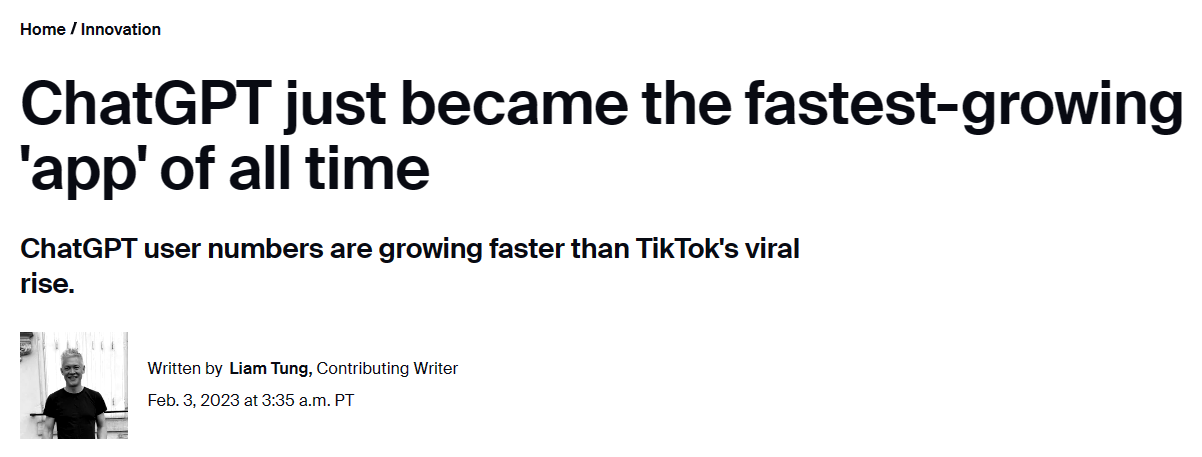 Home / Innovation
ChatGPT just became the fastest-growing
'app' of all time
ChatGPT user numbers are growing faster than TikTok's viral
rise.
Written by Liam Tung, Contributing Writer
Feb. 3, 2023 at 3:35 a.m. PT